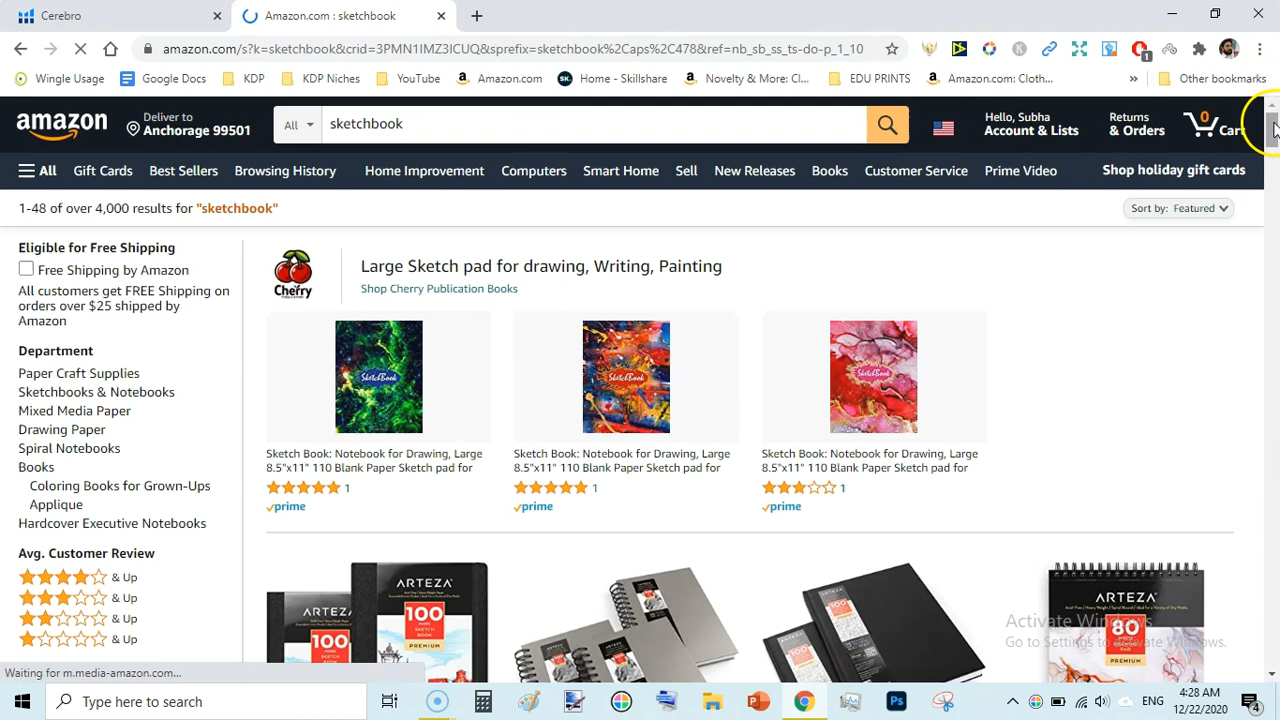 Cerebro
Amazon.com : sketchbook
amazon.com/s?k=sketchbook&crid=3PMN1IMZ3ICUQ&sprefix=sketchbook%2Caps%2C478&ref=nb_sb_ss_ts-do-p_1_10
Wingle Usage
Google Docs
KDP
KDP Niches
YouTube
Amazon.com
SK.
Home - Skillshare
Novelty & More: Cl...
EDU PRINTS
Amazon.com: Cloth...
Other bookmarks
amazon
Deliver to
Anchorage 99501
All
sketchbook
Hello, Subha
Account & Lists
Returns
& Orders
0
Cart
All
Gift Cards
Best Sellers
Browsing History
Home Improvement
Computers
Smart Home
Sell
New Releases
Books
Customer Service
Prime Video
Shop holiday gift cards
1-48 of over 4,000 results for "sketchbook"
Sort by: Featured
Eligible for Free Shipping
Free Shipping by Amazon
All customers get FREE Shipping on
orders over $25 shipped by
Amazon
Department
Paper Craft Supplies
Sketchbooks & Notebooks
Mixed Media Paper
Drawing Paper
Spiral Notebooks
Books
Coloring Books for Grown-Ups
Applique
Hardcover Executive Notebooks
Avg. Customer Review
& Up
& Up
& Up
& Up
Cherry
Large Sketch pad for drawing, Writing, Painting
Shop Cherry Publication Books
SketchBook
SketchBook
SketchBook
Sketch Book: Notebook for Drawing, Large
8.5"x11" 110 Blank Paper Sketch pad for
1
prime
Sketch Book: Notebook for Drawing, Large
8.5"x11" 110 Blank Paper Sketch pad for
1
prime
Sketch Book: Notebook for Drawing, Large
8.5"x11" 110 Blank Paper Sketch pad for
1
prime
ARTEZA
100
PREMIUM
ARTEZA
100
80
PREMIUM
Activate Windows
Go to Settings to Activate Windows.
Waiting for m.media-amazon.com...
Type here to search
ENG
4:28 AM
12/22/2020
4